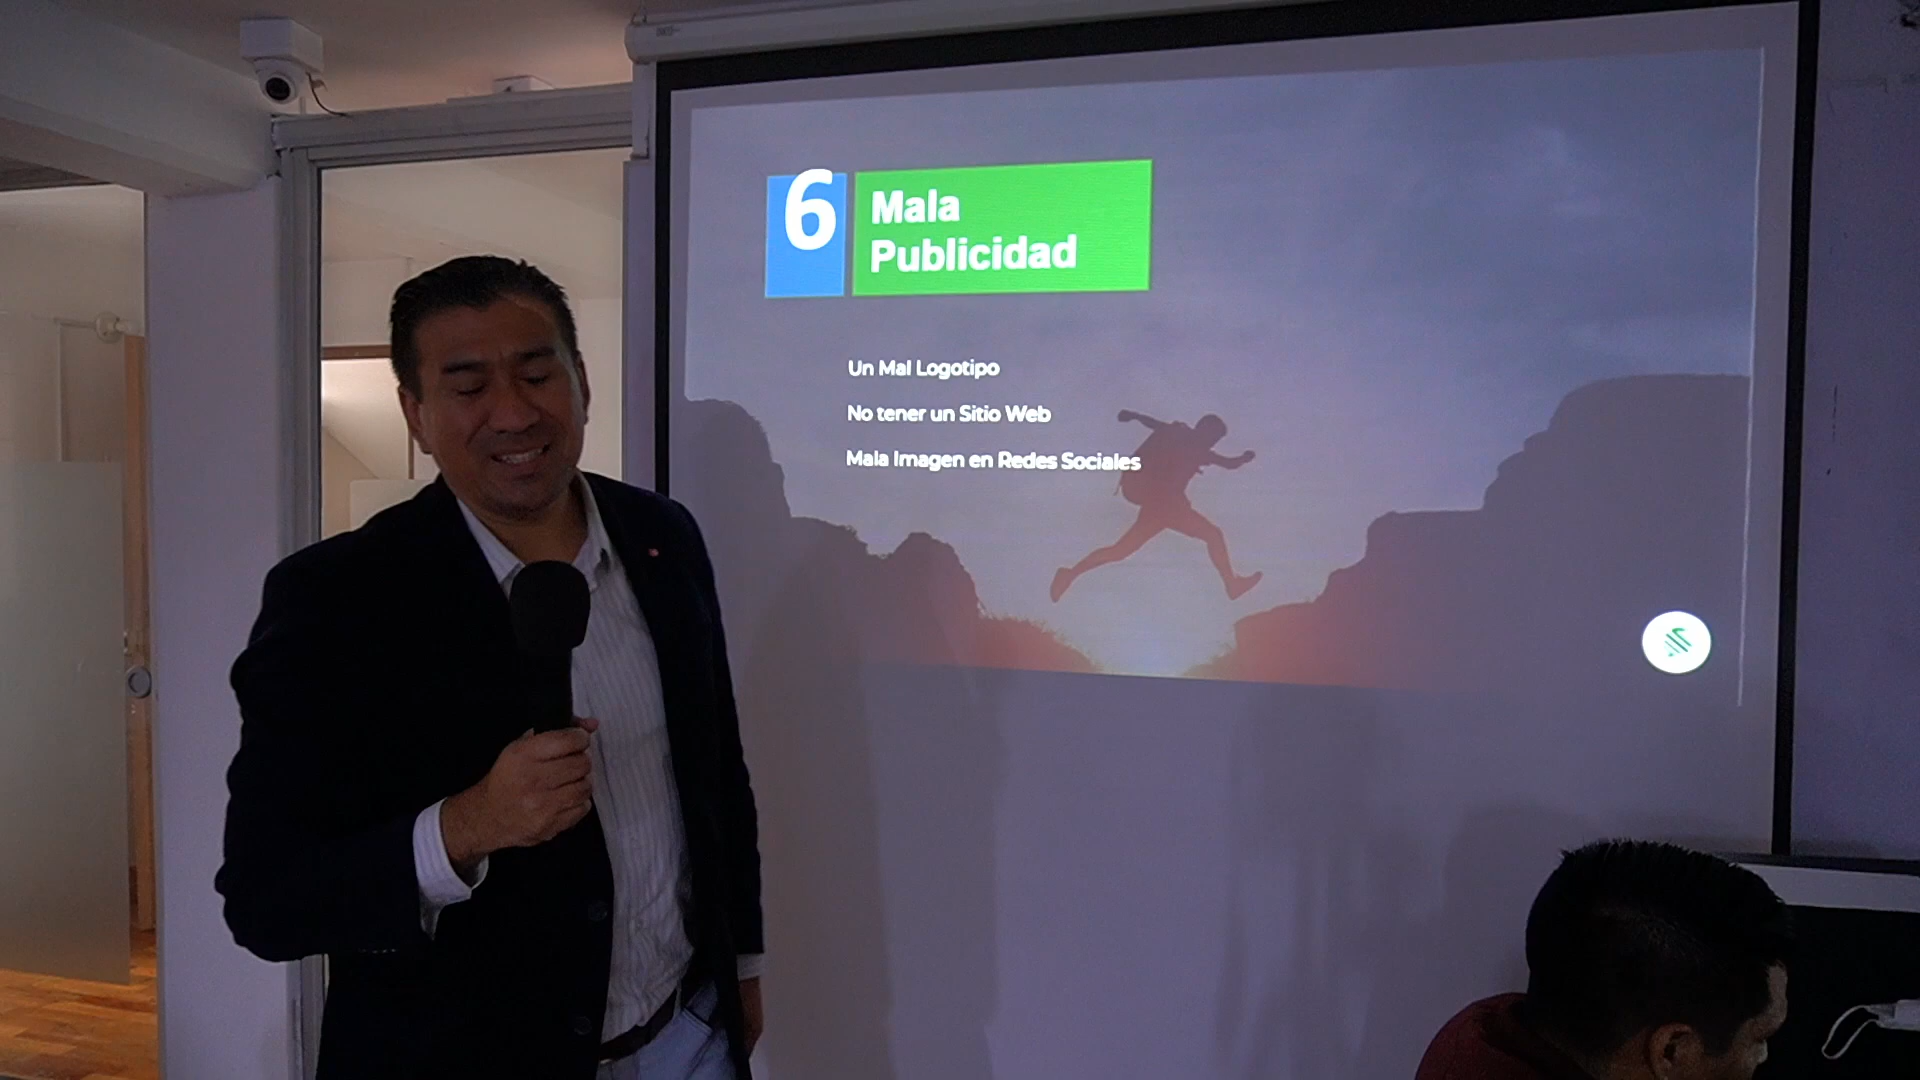 6
Mala
Publicidad
Un Mal Logotipo
No tener un Sitio Web
Mala Imagen en Redes Sociales